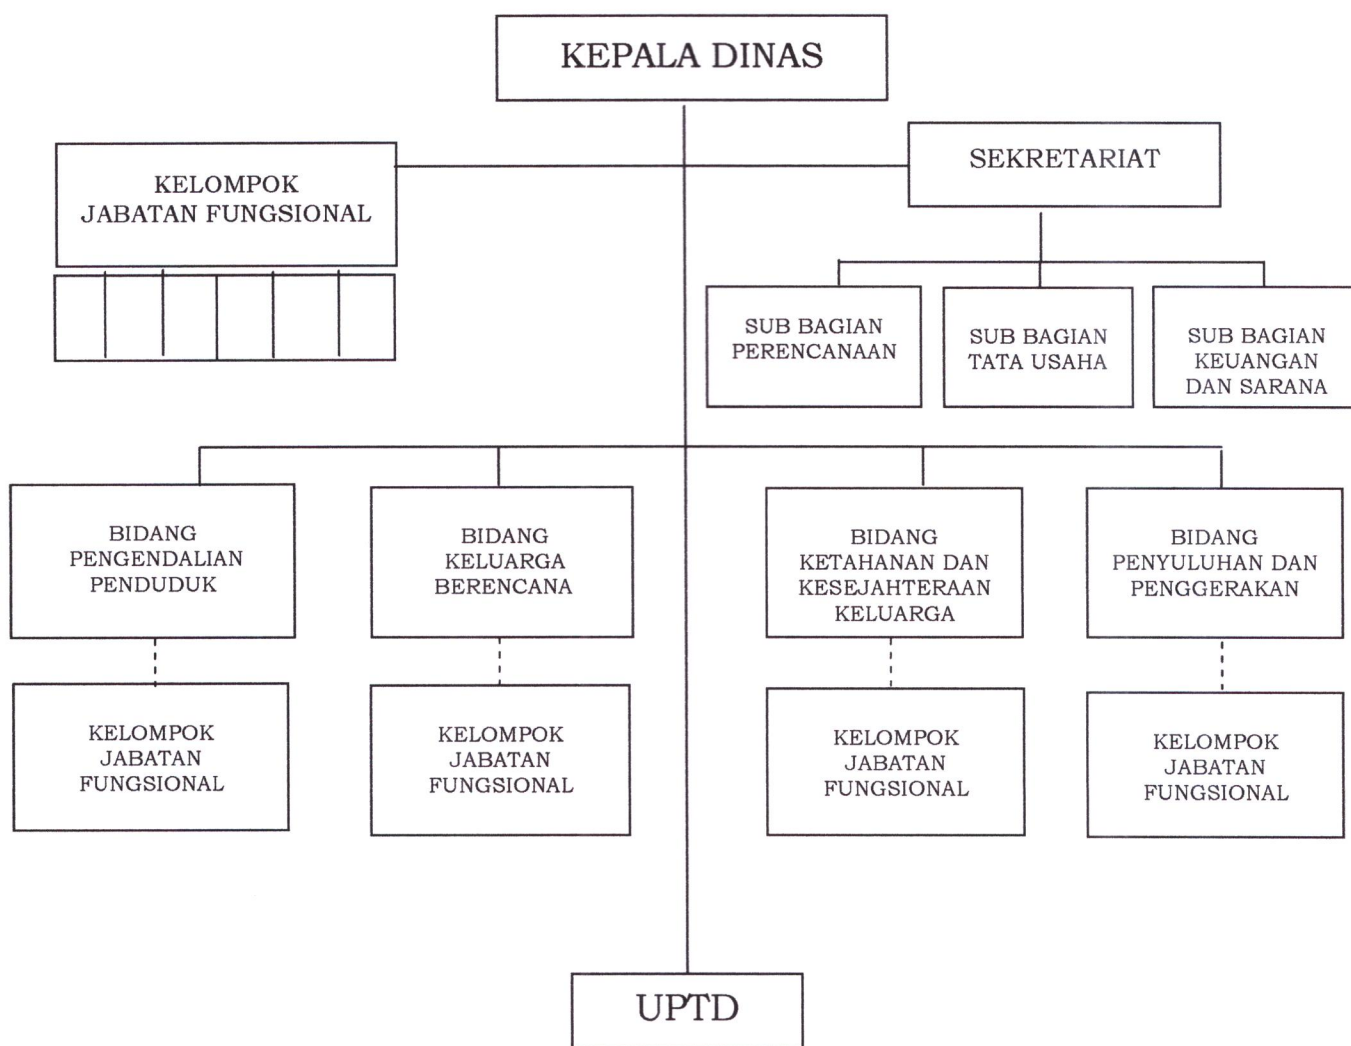 KEPALA DINAS
SEKRETARIAT
KELOMPOK
JABATAN FUNGSIONAL
SUB BAGIAN
PERENCANAAN
SUB BAGIAN
TATA USAHA
SUB BAGIAN
KEUANGAN
DAN SARANA
BIDANG
PENGENDALIAN
PENDUDUK
BIDANG
KELUARGA
BERENCANA
BIDANG
KETAHANAN DAN
KESEJAHTERAAN
KELUARGA
BIDANG
PENYULUHAN DAN
PENGGERAKAN
KELOMPOK
JABATAN
FUNGSIONAL
KELOMPOK
JABATAN
FUNGSIONAL
KELOMPOK
JABATAN
FUNGSIONAL
KELOMPOK
JABATAN
FUNGSIONAL
UPTD